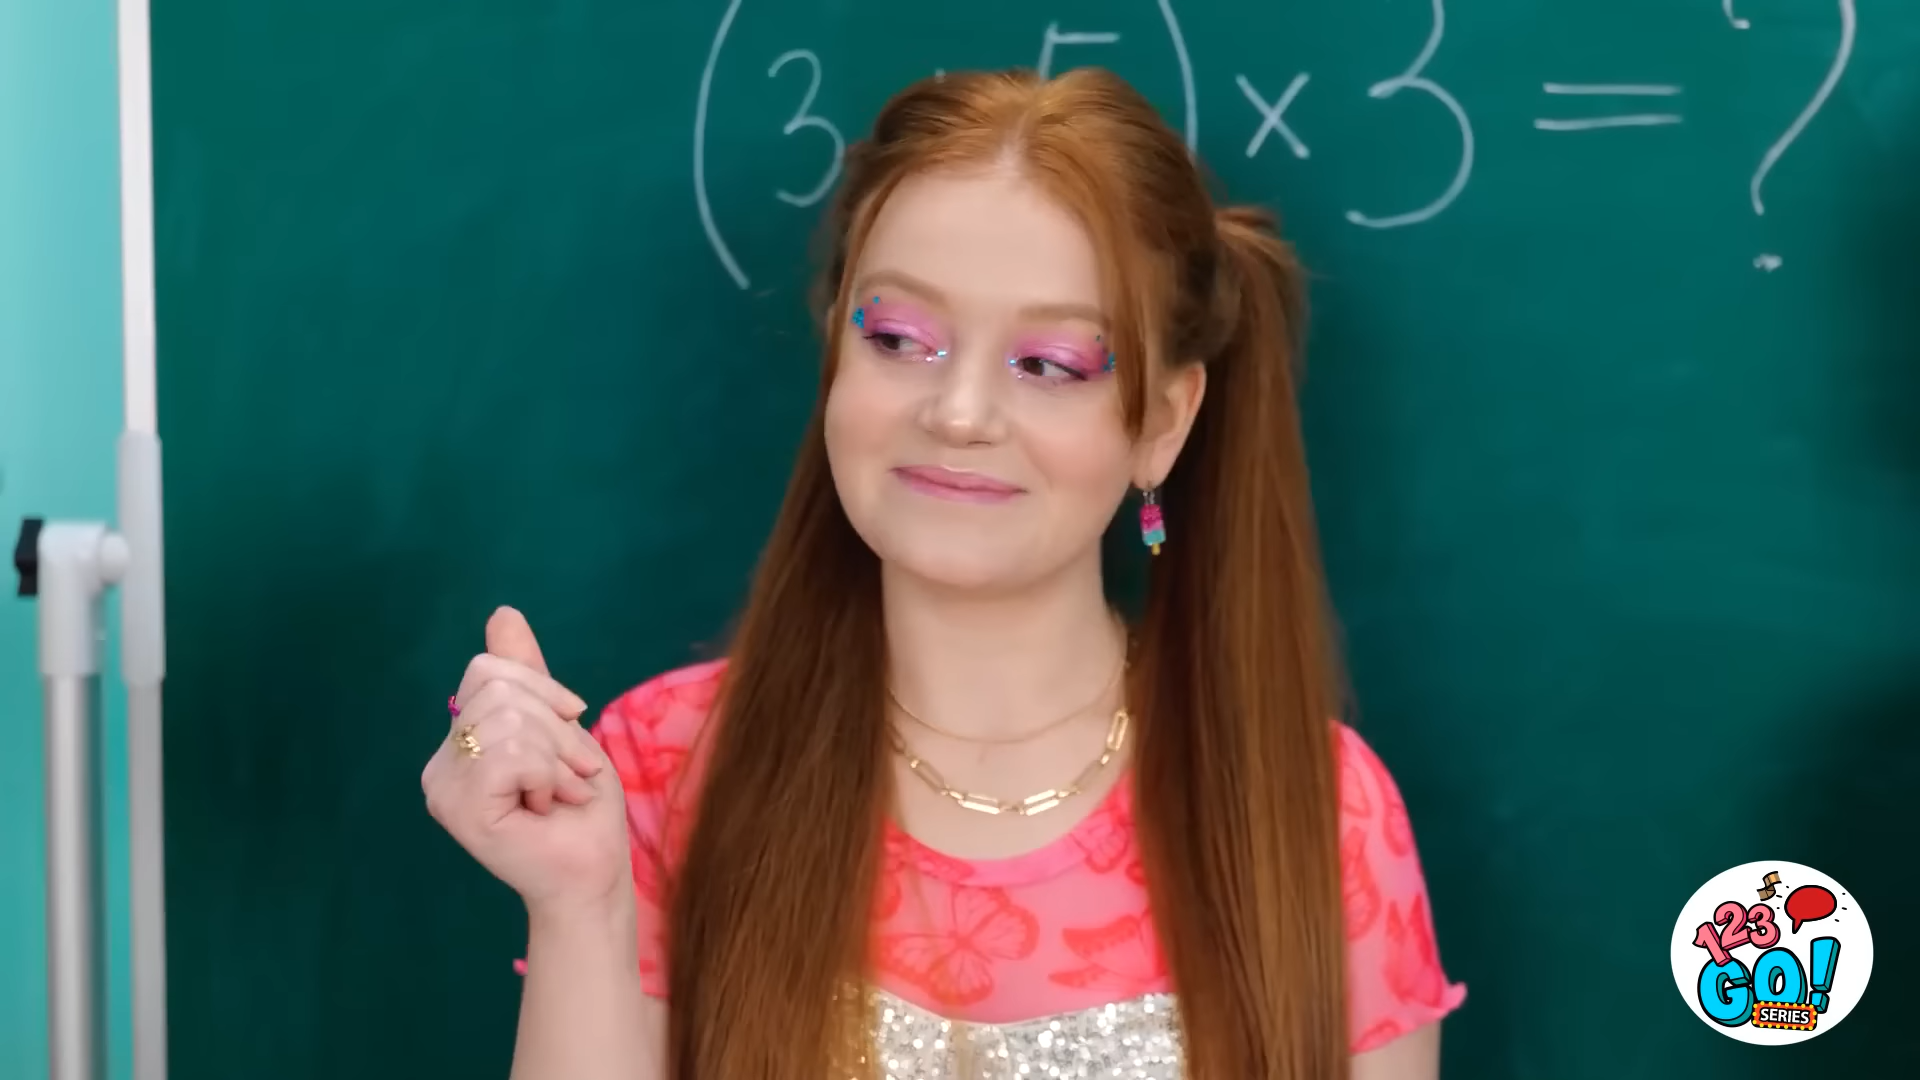 (3 + 5) × 3 = ?
123
GO!
SERIES